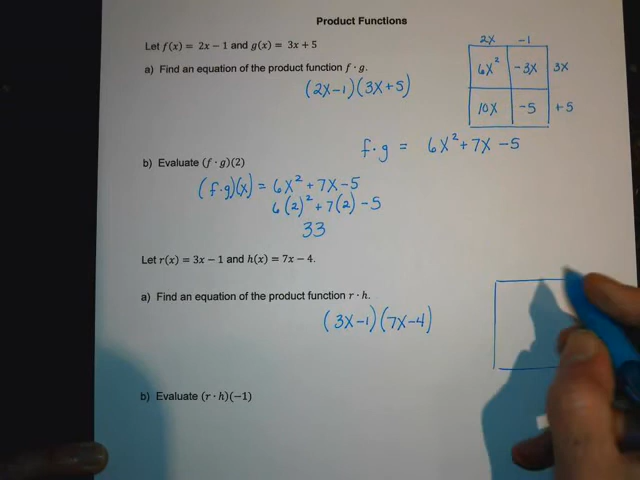 Product Functions
Let f(x) = 2x − 1 and g(x) = 3x + 5
a) Find an equation of the product function f · g.
(2x−1)(3x+5)
2x −1
6x² −3x 3x
10x −5 +5
f·g = 6x² + 7x − 5
b) Evaluate (f · g)(2)
(f·g)(x) = 6x² + 7x − 5
6(2)² + 7(2) − 5
33
Let r(x) = 3x − 1 and h(x) = 7x − 4.
a) Find an equation of the product function r · h.
(3x−1)(7x−4)
b) Evaluate (r · h)(−1)